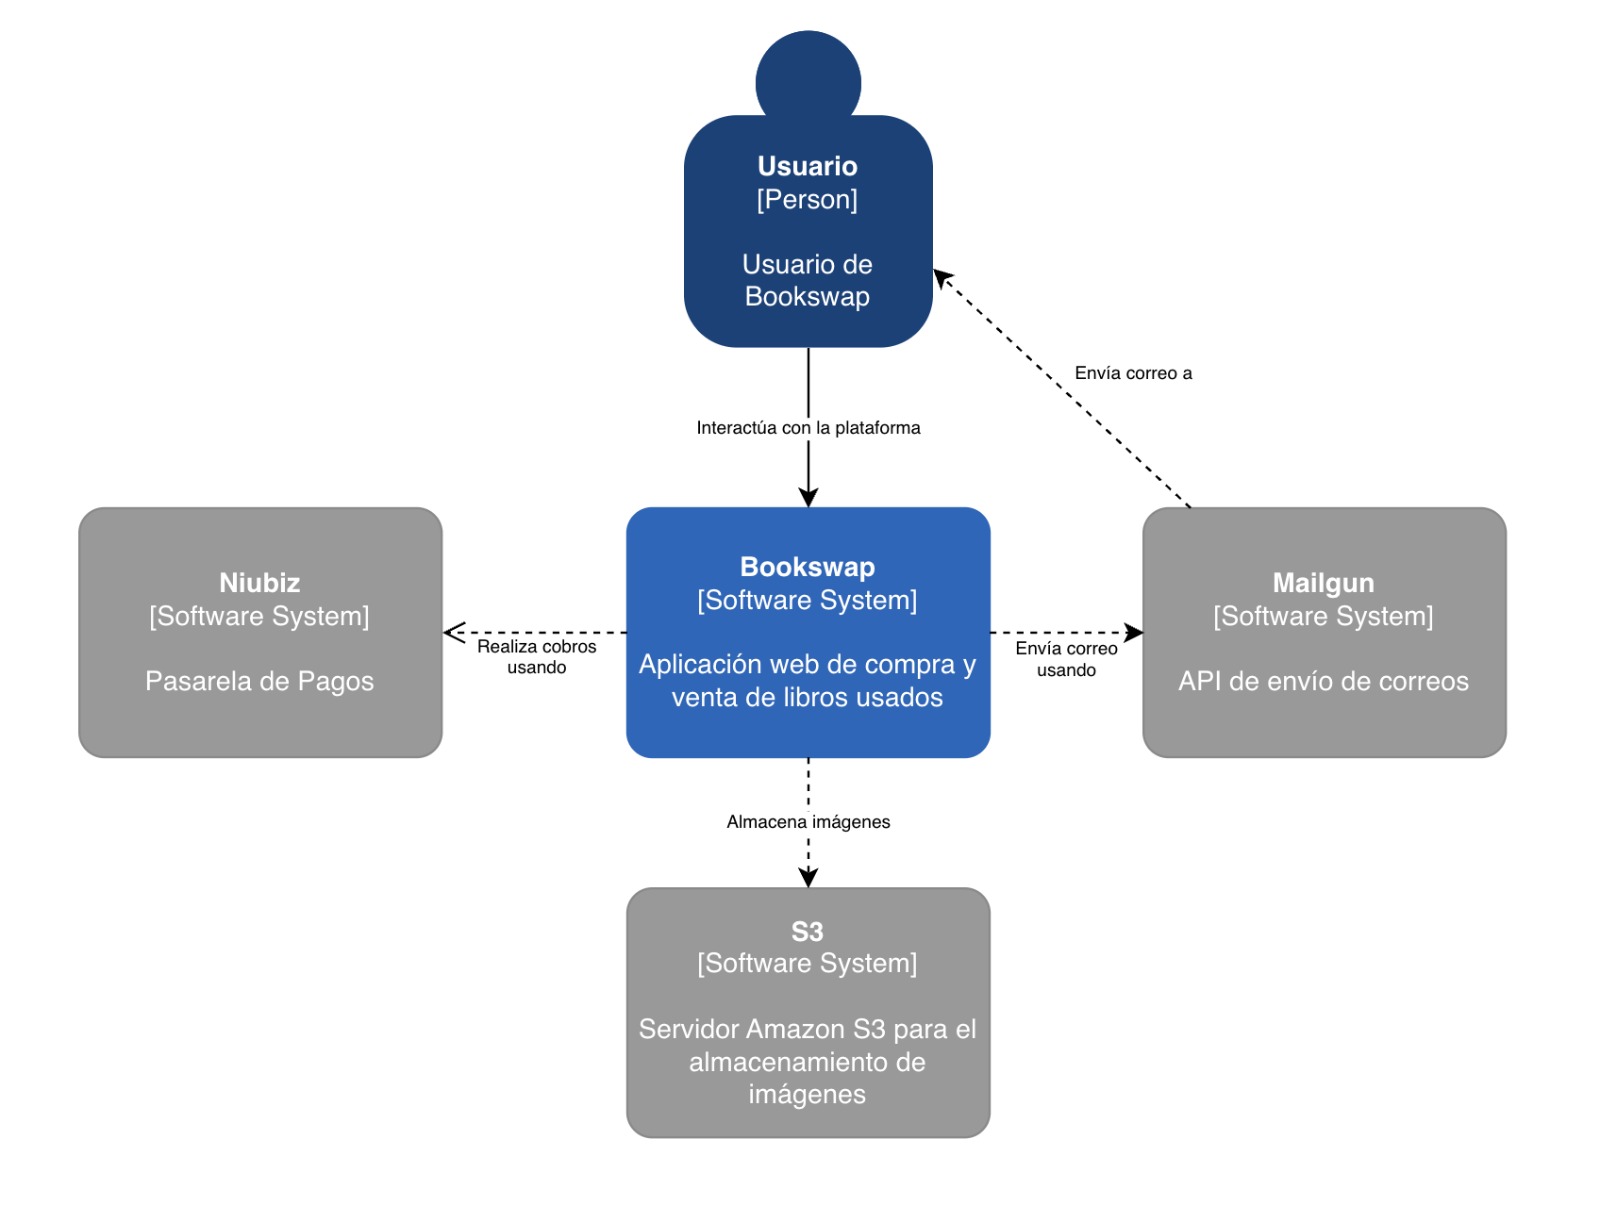 Usuario
[Person]
Usuario de
Bookswap
Envía correo a
Interactúa con la plataforma
Niubiz
[Software System]
Pasarela de Pagos
Realiza cobros
usando
Bookswap
[Software System]
Aplicación web de compra y
venta de libros usados
Envía correo
usando
Mailgun
[Software System]
API de envío de correos
Almacena imágenes
S3
[Software System]
Servidor Amazon S3 para el
almacenamiento de
imágenes